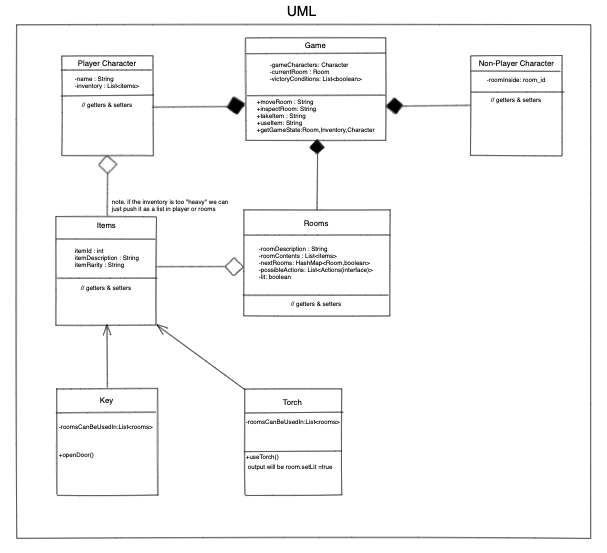 UML
Player Character
-name : String
-inventory : List<items>
// getters & setters
Game
-gameCharacters: Character
-currentRoom : Room
-victoryConditions: List<boolean>
+moveRoom : String
+inspectRoom : String
+takeItem : String
+useItem : String
+getGameState:Room,Inventory,Character
Non-Player Character
-roomInside: room_id
// getters & setters
note. if the inventory is too "heavy" we can
just push it as a list in player or rooms
Items
itemId : int
itemDescription : String
itemRarity : String
// getters & setters
Rooms
-roomDescription : String
-roomContents : List<items>
-nextRooms: HashMap<Room,boolean>
-possibleActions: List<Actions(interface)>
-lit: boolean
// getters & setters
Key
-roomsCanBeUsedIn:List<rooms>
+openDoor()
Torch
-roomsCanBeUsedIn:List<rooms>
+useTorch()
output will be room.setLit =true